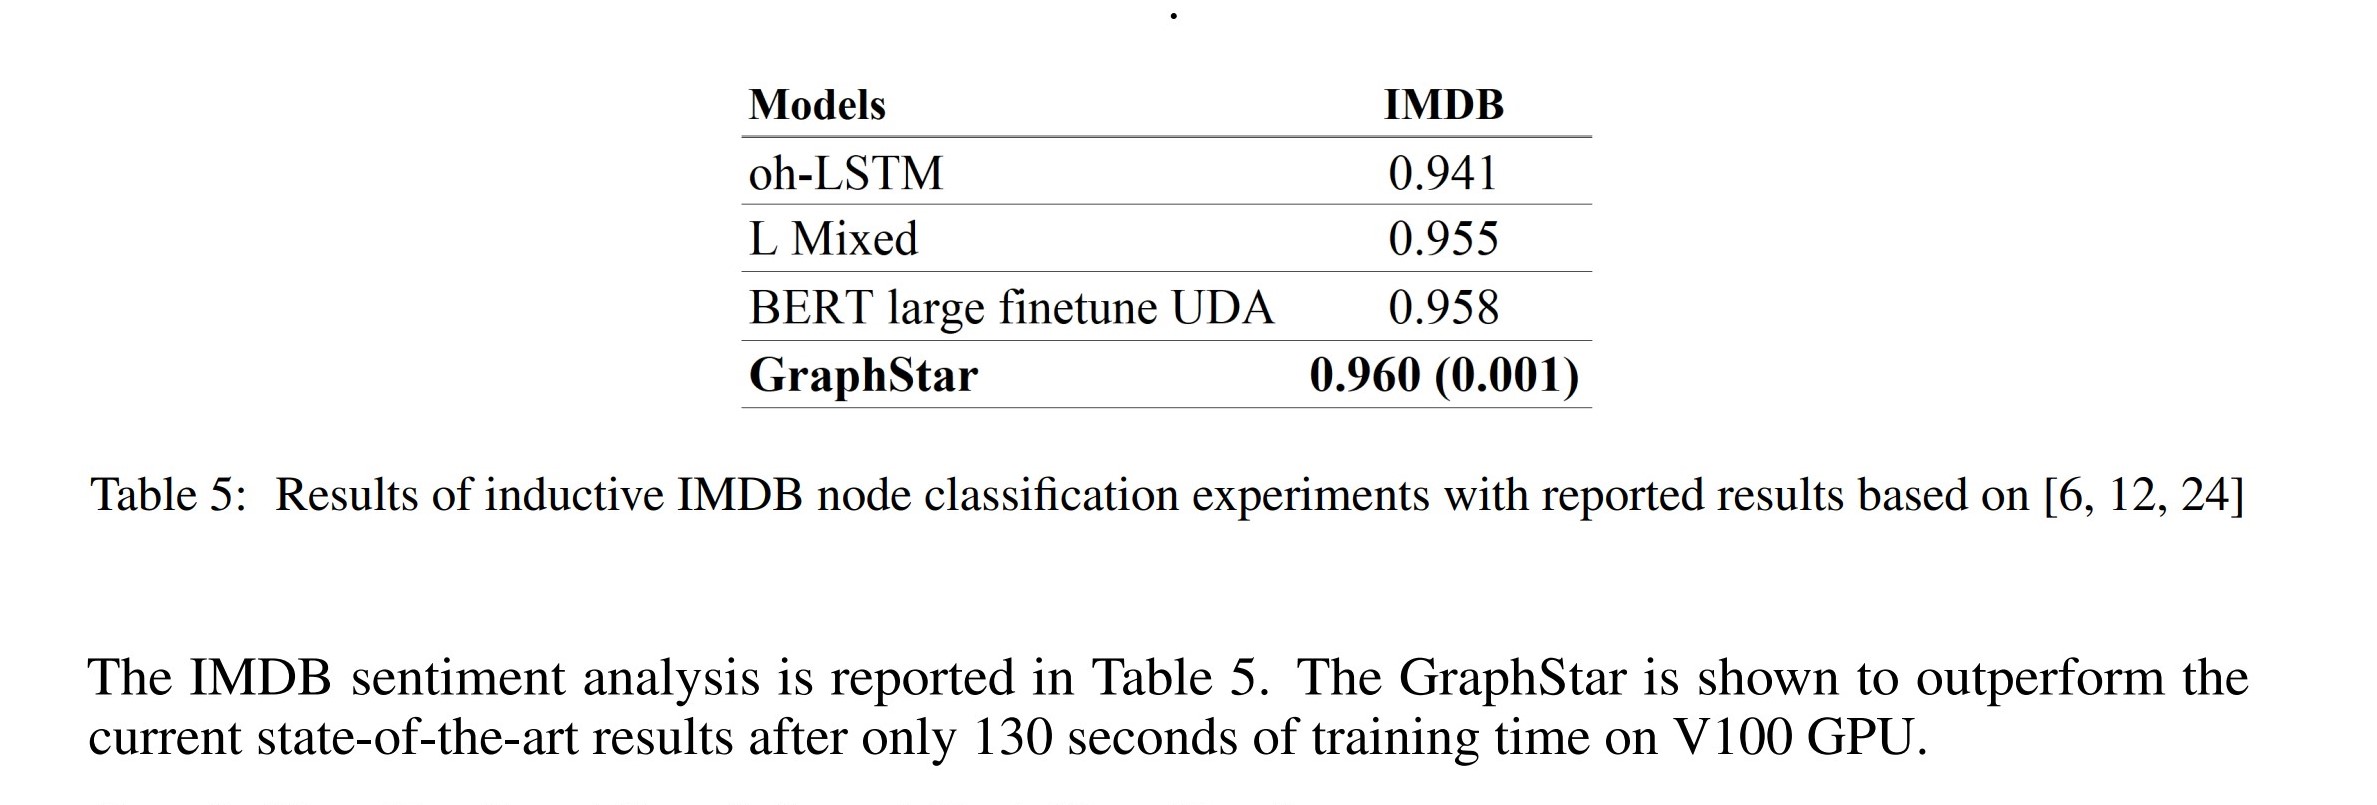 .
Models IMDB
oh-LSTM 0.941
L Mixed 0.955
BERT large finetune UDA 0.958
GraphStar 0.960 (0.001)
Table 5: Results of inductive IMDB node classification experiments with reported results based on [6, 12, 24]
The IMDB sentiment analysis is reported in Table 5. The GraphStar is shown to outperform the
current state-of-the-art results after only 130 seconds of training time on V100 GPU.